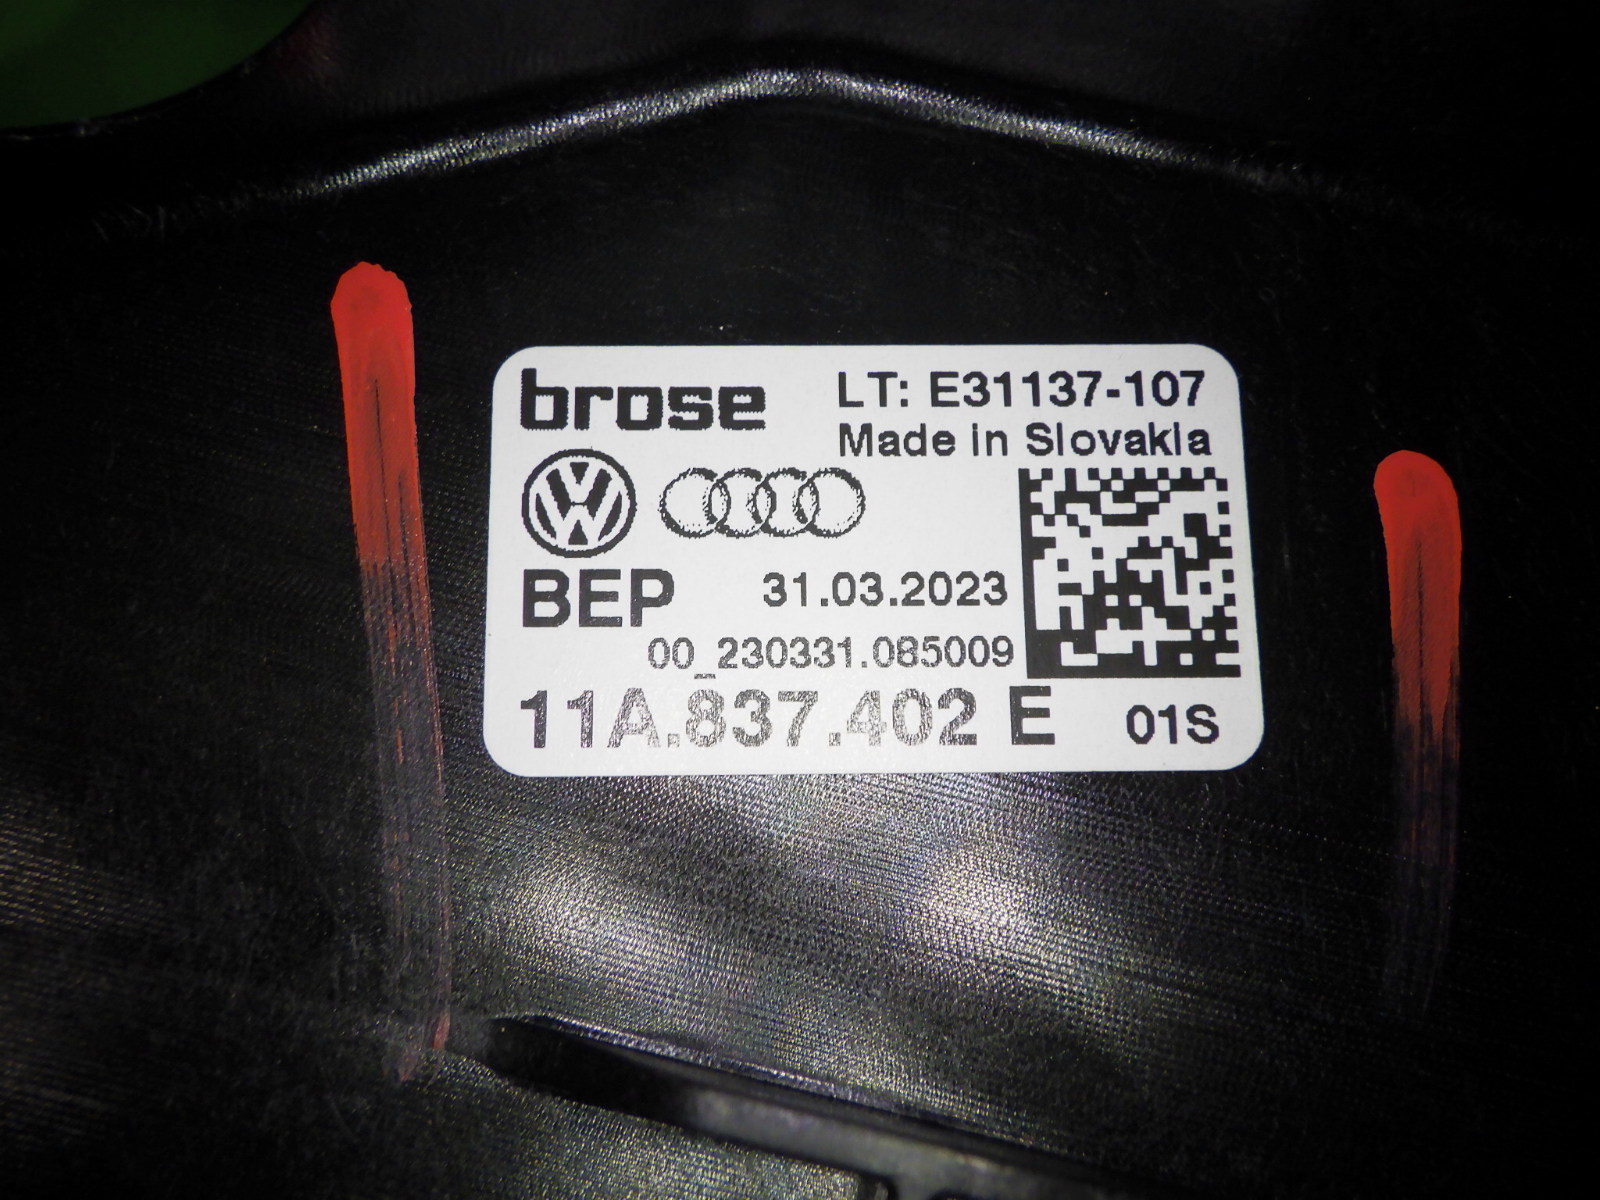 brose
LT: E31137-107
Made in Slovakia
BEP
31.03.2023
00_230331.085009
11A.837.402 E
01S